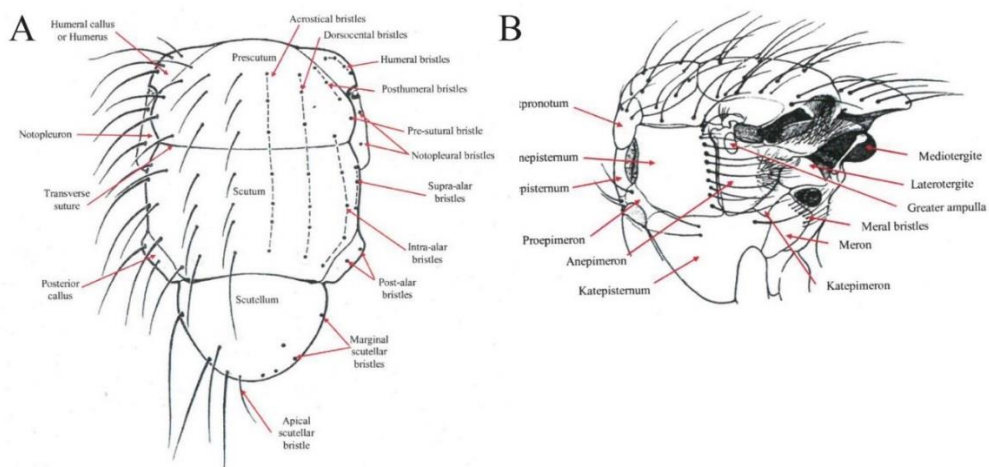 A
Humeral callus
or Humerus
Acrostical bristles
Dorsocental bristles
Prescutum
Humeral bristles
Posthumeral bristles
Pre-sutural bristle
Notopleuron
Notopleural bristles
Transverse
suture
Scutum
Supra-alar
bristles
Intra-alar
bristles
Posterior
callus
Post-alar
bristles
Scutellum
Marginal
scutellar
bristles
Apical
scutellar
bristle
B
pronotum
nepisternum
episternum
Proepimeron
Anepimeron
Katepisternum
Mediotergite
Laterotergite
Greater ampulla
Meral bristles
Meron
Katepimeron